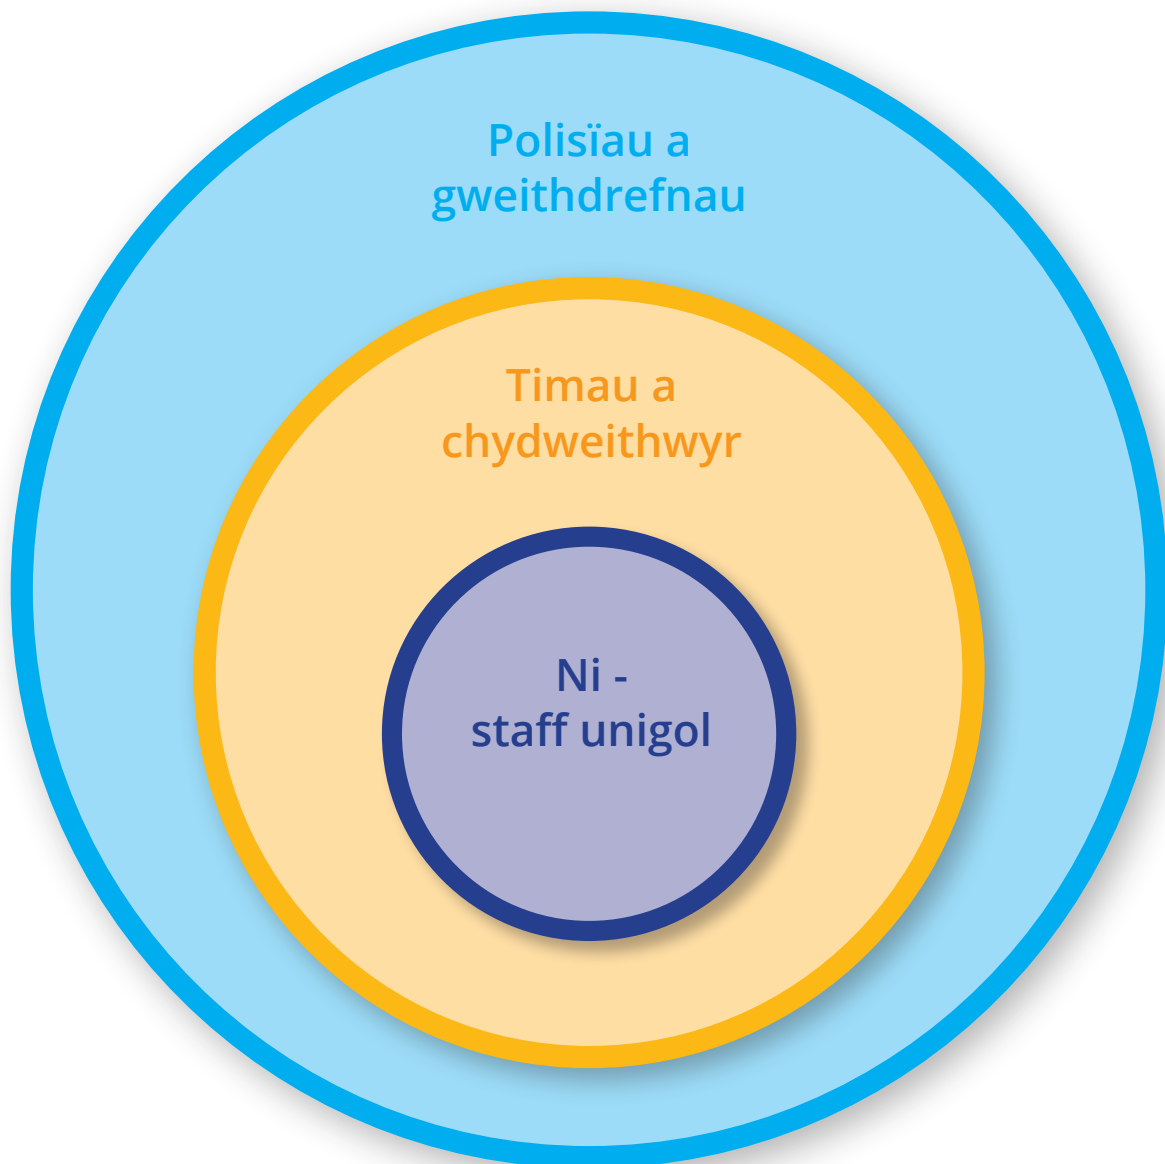 Polisïau a
gweithdrefnau
Timau a
chydweithwyr
Ni -
staff unigol